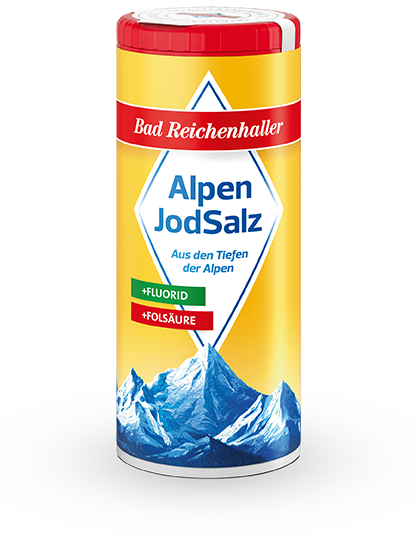 Bad Reichenhaller
Alpen
JodSalz
Aus den Tiefen
der Alpen
+FLUORID
+FOLSÄURE